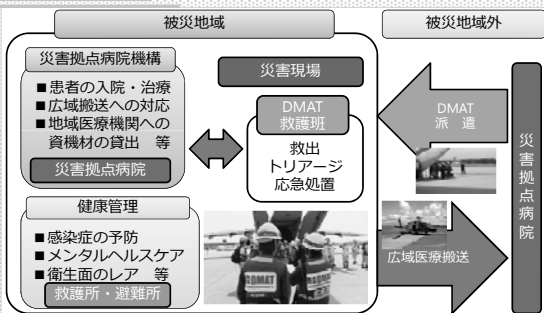 被災地域
被災地域外
災害拠点病院機構
■患者の入院・治療
■広域搬送への対応
■地域医療機関への
資機材の貸出 等
災害拠点病院
災害現場
DMAT
救護班
救出
トリアージ
応急処置
DMAT
派 遣
災害拠点病院
健康管理
■感染症の予防
■メンタルヘルスケア
■衛生面のレア 等
救護所・避難所
DMAT
広域医療搬送